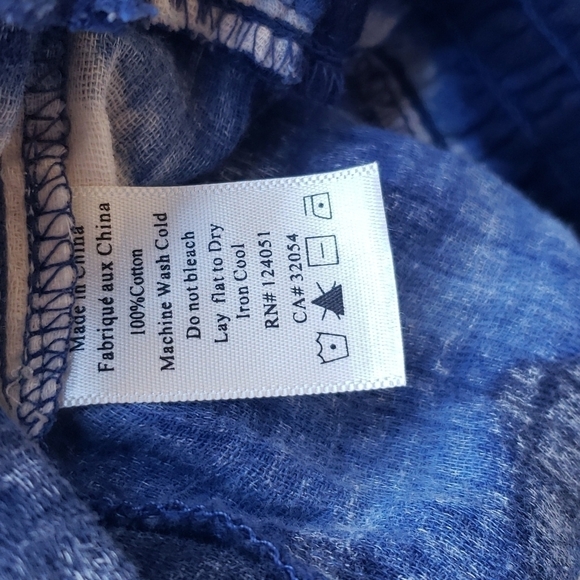 Made in China
Fabriqué aux China
100%Cotton
Machine Wash Cold
Do not bleach
Lay flat to Dry
Iron Cool
RN# 124051
CA# 32054